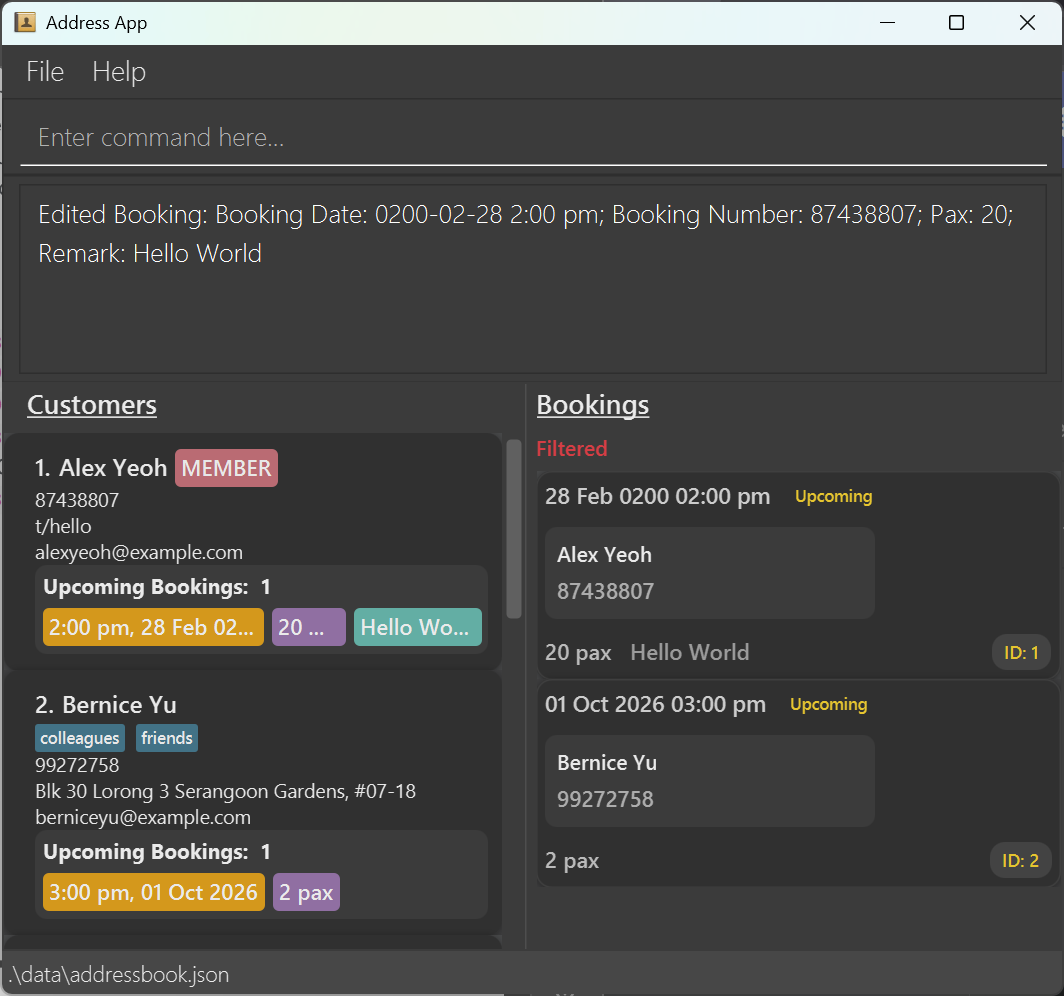 Address App
File Help
Enter command here...
Edited Booking: Booking Date: 0200-02-28 2:00 pm; Booking Number: 87438807; Pax: 20;
Remark: Hello World
Customers
1. Alex Yeoh MEMBER
87438807
t/hello
alexyeoh@example.com
Upcoming Bookings: 1
2:00 pm, 28 Feb 02... 20 ... Hello Wo...
2. Bernice Yu
colleagues friends
99272758
Blk 30 Lorong 3 Serangoon Gardens, #07-18
berniceyu@example.com
Upcoming Bookings: 1
3:00 pm, 01 Oct 2026 2 pax
Bookings
Filtered
28 Feb 0200 02:00 pm Upcoming
Alex Yeoh
87438807
20 pax Hello World ID: 1
01 Oct 2026 03:00 pm Upcoming
Bernice Yu
99272758
2 pax ID: 2
.\data\addressbook.json